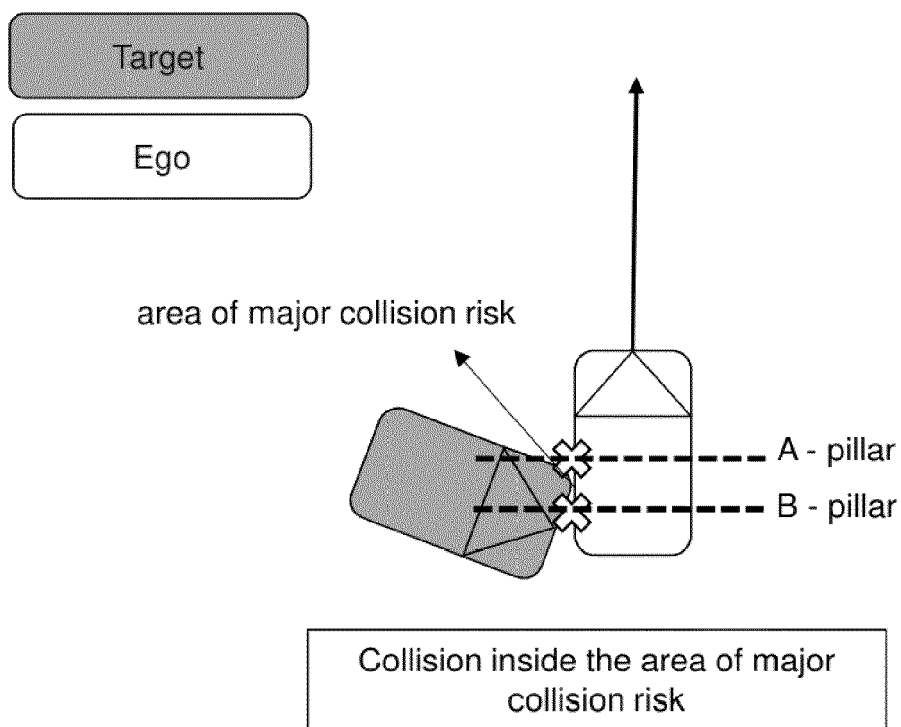 Target
Ego
area of major collision risk
A - pillar
B - pillar
Collision inside the area of major
collision risk